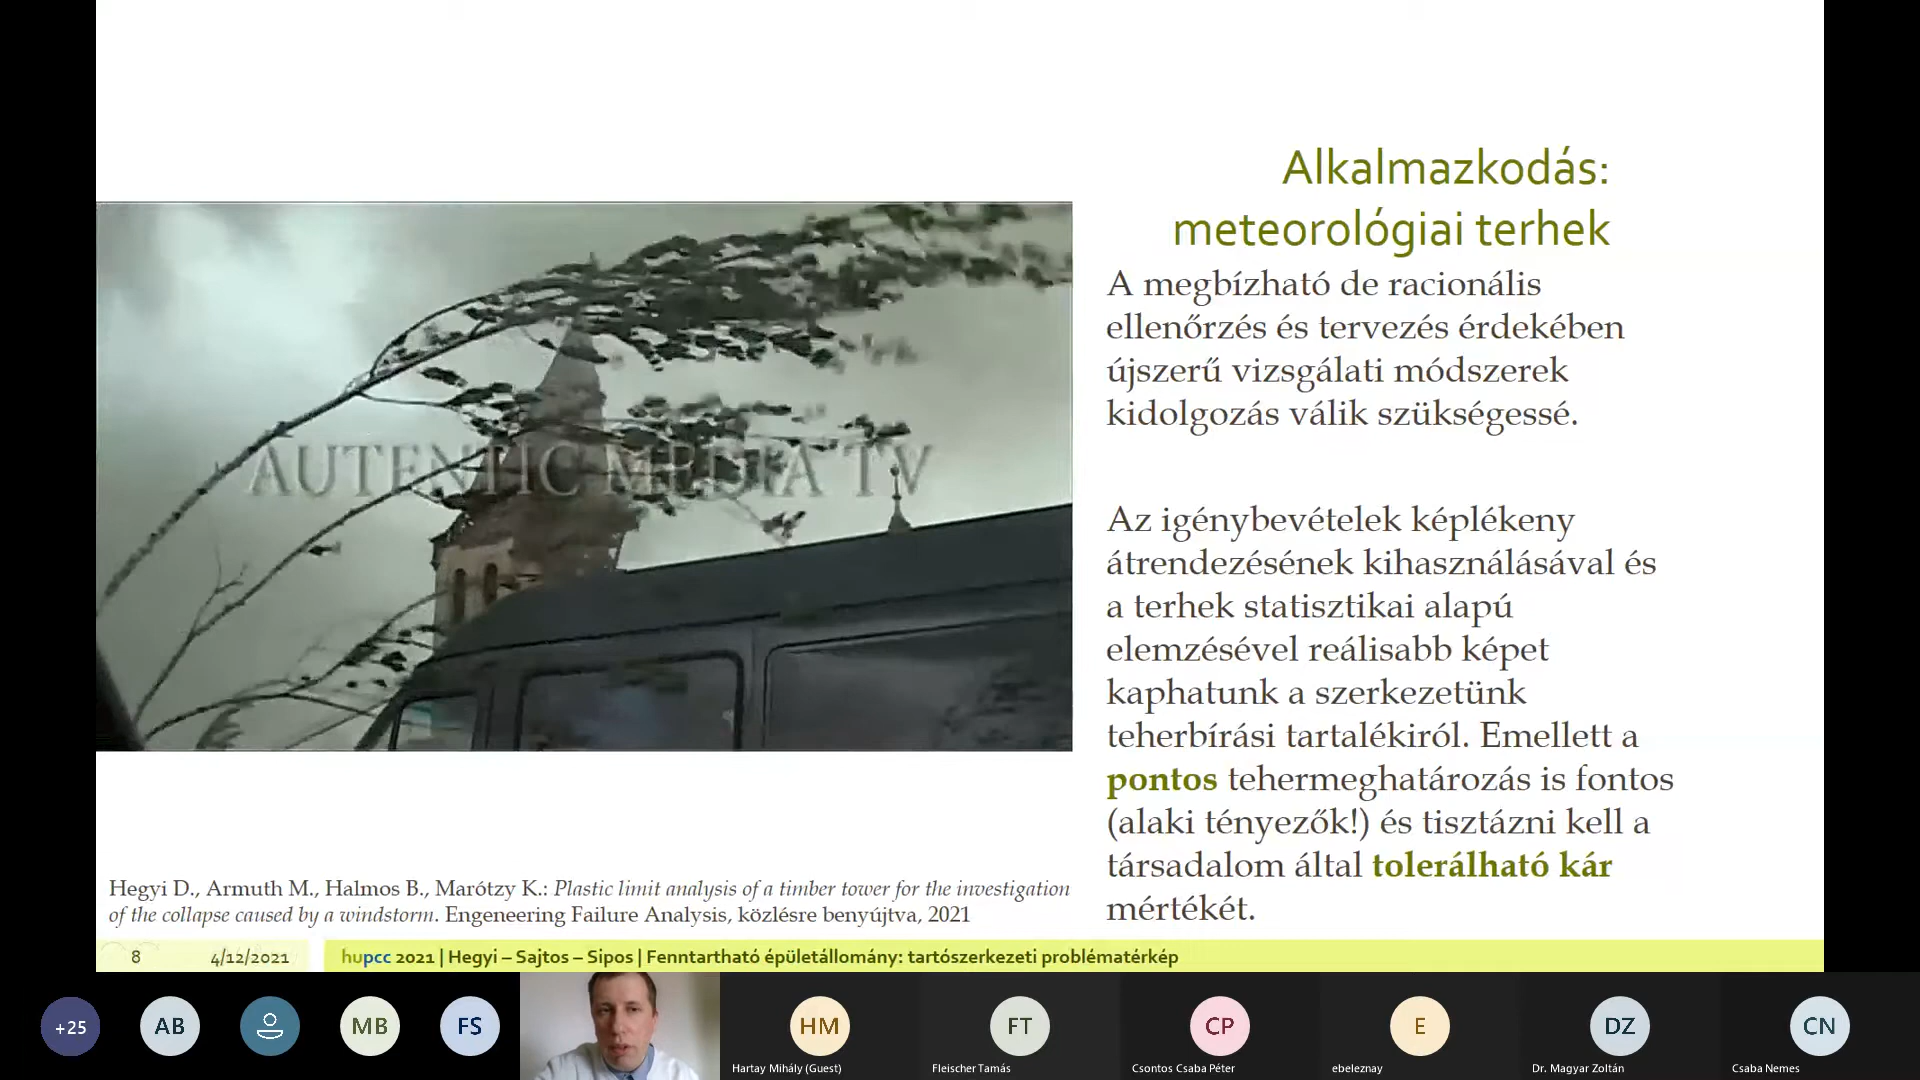 Alkalmazkodás:
meteorológiai terhek
A megbízható de racionális
ellenőrzés és tervezés érdekében
újszerű vizsgálati módszerek
kidolgozás válik szükségessé.
Az igénybevételek képlékeny
átrendezésének kihasználásával és
a terhek statisztikai alapú
elemzésével reálisabb képet
kaphatunk a szerkezetünk
teherbírási tartalékiról. Emellett a
pontos tehermeghatározás is fontos
(alaki tényezők!) és tisztázni kell a
társadalom által tolerálható kár
mértékét.
AUTENTIC MEDIA TV
Hegyi D., Armuth M., Halmos B., Marótzy K.: Plastic limit analysis of a timber tower for the investigation
of the collapse caused by a windstorm. Engeneering Failure Analysis, közlésre benyújtva, 2021
8 4/12/2021 hupcc 2021 | Hegyi – Sajtos – Sipos | Fenntartható épületállomány: tartószerkezeti problématérkép
+25 AB MB FS HM FT CP E DZ CN
Hartay Mihály (Guest) Fleischer Tamás Csontos Csaba Péter ebeleznay Dr. Magyar Zoltán Csaba Nemes